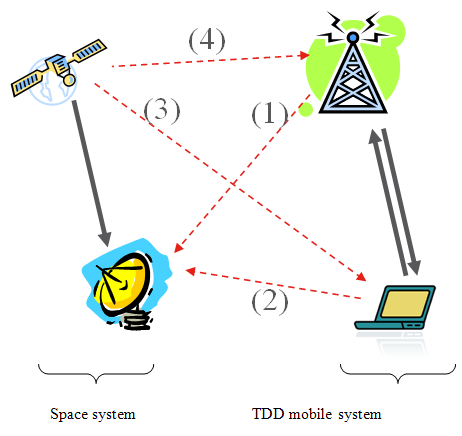 (4)
(3)
(1)
(2)
Space system
TDD mobile system